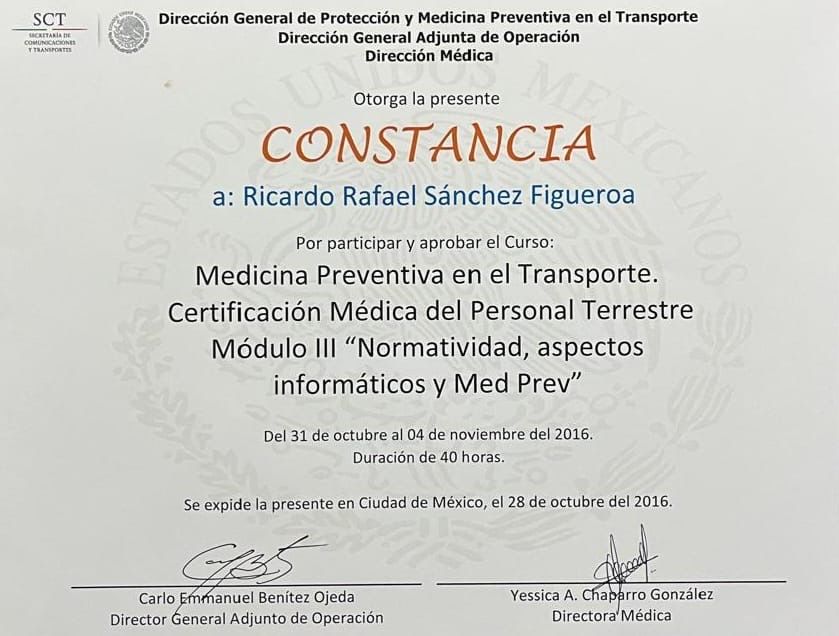 SCT
SECRETARÍA DE
COMUNICACIONES
Y TRANSPORTES
Dirección General de Protección y Medicina Preventiva en el Transporte
Dirección General Adjunta de Operación
Dirección Médica
ESTADOS UNIDOS MEXICANOS
Otorga la presente
CONSTANCIA
a: Ricardo Rafael Sánchez Figueroa
Por participar y aprobar el Curso:
Medicina Preventiva en el Transporte.
Certificación Médica del Personal Terrestre
Módulo III “Normatividad, aspectos
informáticos y Med Prev”
Del 31 de octubre al 04 de noviembre del 2016.
Duración de 40 horas.
Se expide la presente en Ciudad de México, el 28 de octubre del 2016.
Carlo Emmanuel Benítez Ojeda
Director General Adjunto de Operación
Yessica A. Chaparro González
Directora Médica